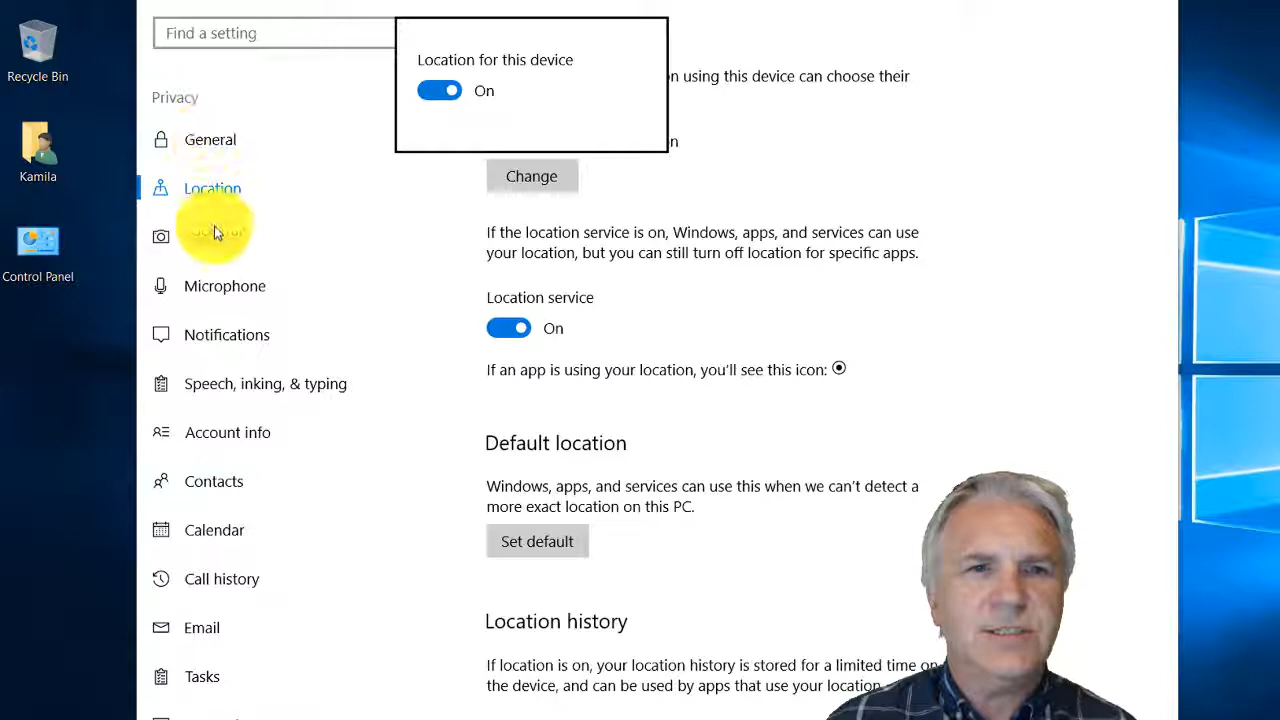 Recycle Bin
Kamila
Control Panel
Find a setting
Privacy
General
Location
Microphone
Notifications
Speech, inking, & typing
Account info
Contacts
Calendar
Call history
Email
Tasks
Location for this device
On
n using this device can choose their
n
Change
If the location service is on, Windows, apps, and services can use
your location, but you can still turn off location for specific apps.
Location service
On
If an app is using your location, you'll see this icon:
Default location
Windows, apps, and services can use this when we can't detect a
more exact location on this PC.
Set default
Location history
If location is on, your location history is stored for a limited time on
the device, and can be used by apps that use your location